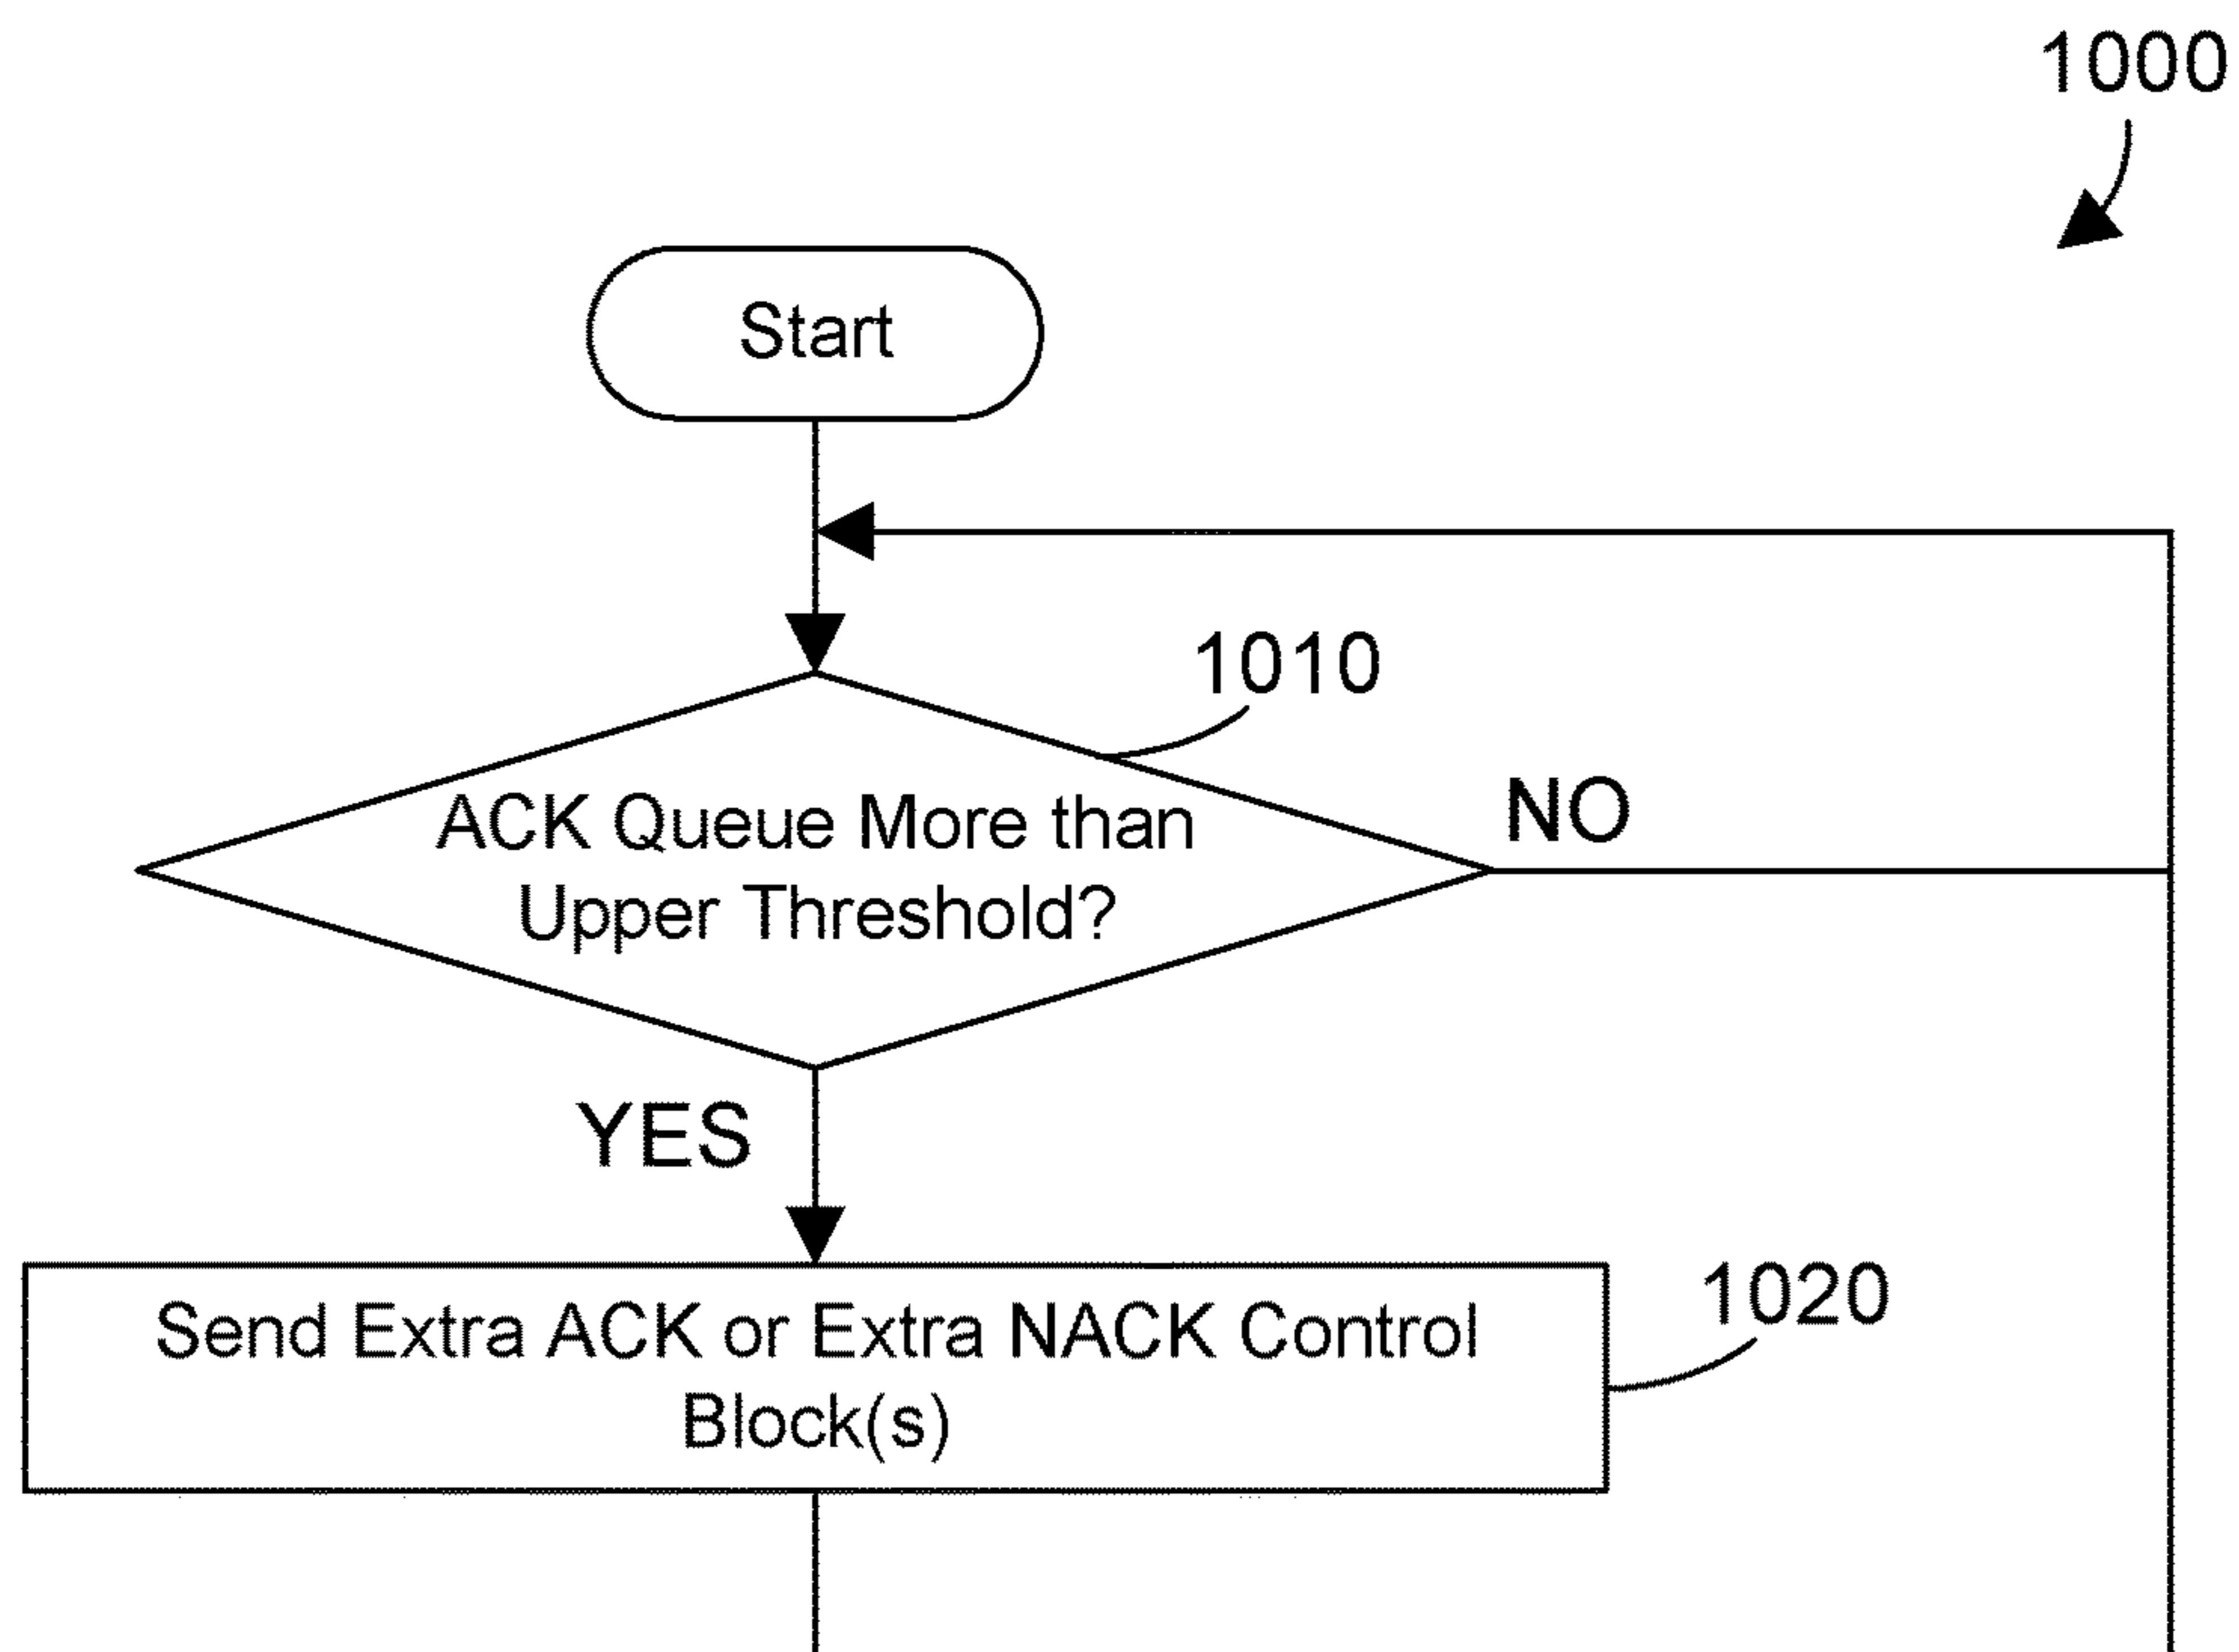 1000
Start
1010
ACK Queue More than
Upper Threshold?
NO
YES
1020
Send Extra ACK or Extra NACK Control
Block(s)